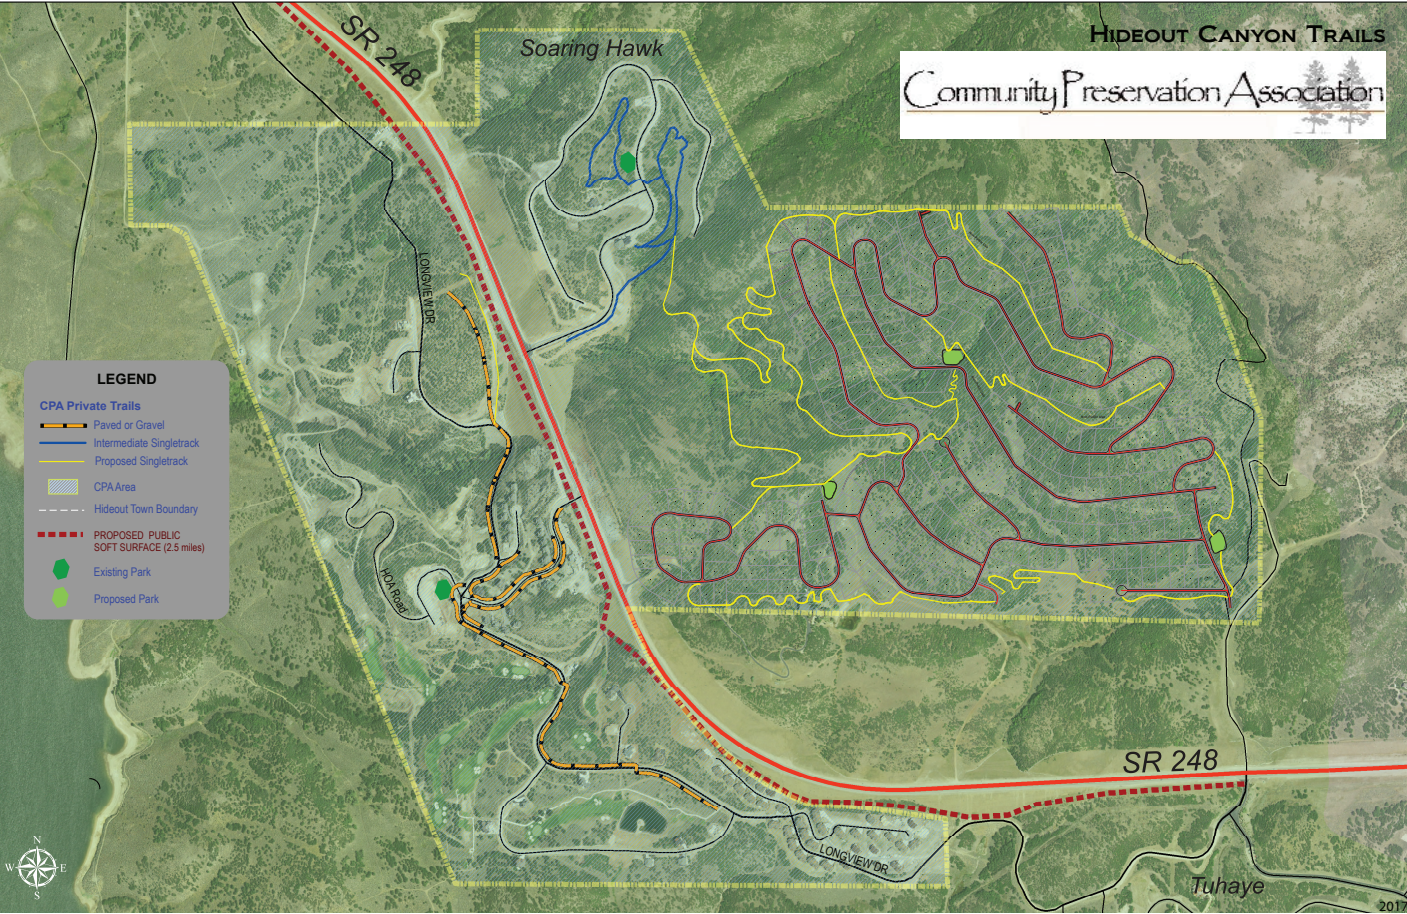 HIDEOUT CANYON TRAILS
Community Preservation Association
SR 248
Soaring Hawk
LONGVIEW DR
LEGEND
CPA Private Trails
Paved or Gravel
Intermediate Singletrack
Proposed Singletrack
CPA Area
Hideout Town Boundary
PROPOSED PUBLIC
SOFT SURFACE (2.5 miles)
Existing Park
Proposed Park
HOA Road
SR 248
LONGVIEW DR
Tuhaye
N
W E
S
2017